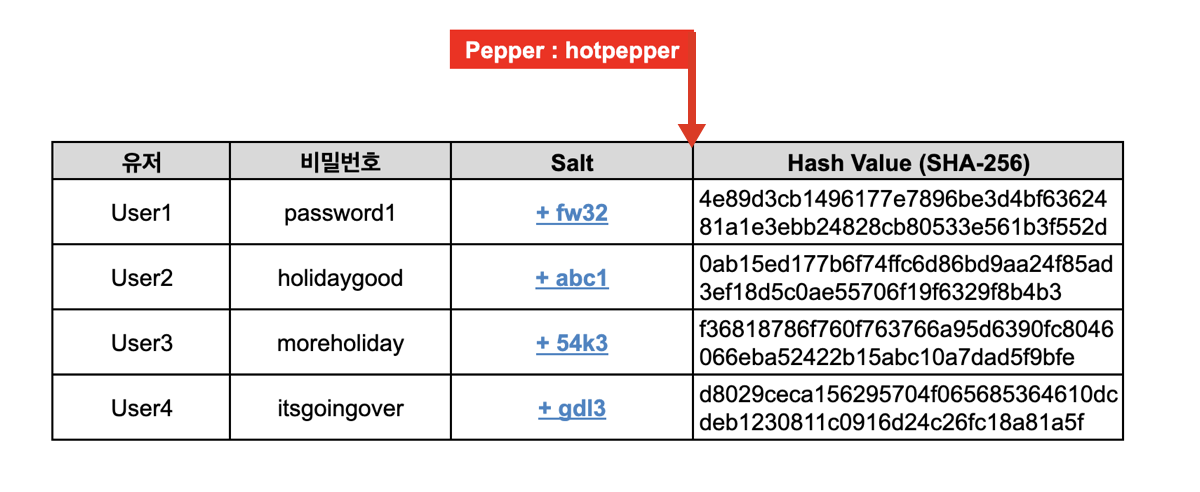 Pepper : hotpepper
유저 비밀번호 Salt Hash Value (SHA-256)
User1 password1 + fw32 4e89d3cb1496177e7896be3d4bf63624
81a1e3ebb24828cb80533e561b3f552d
User2 holidaygood + abc1 0ab15ed177b6f74ffc6d86bd9aa24f85ad
3ef18d5c0ae55706f19f6329f8b4b3
User3 moreholiday + 54k3 f36818786f760f763766a95d6390fc8046
066eba52422b15abc10a7dad5f9bfe
User4 itsgoingover + gdl3 d8029ceca156295704f065685364610dc
deb1230811c0916d24c26fc18a81a5f